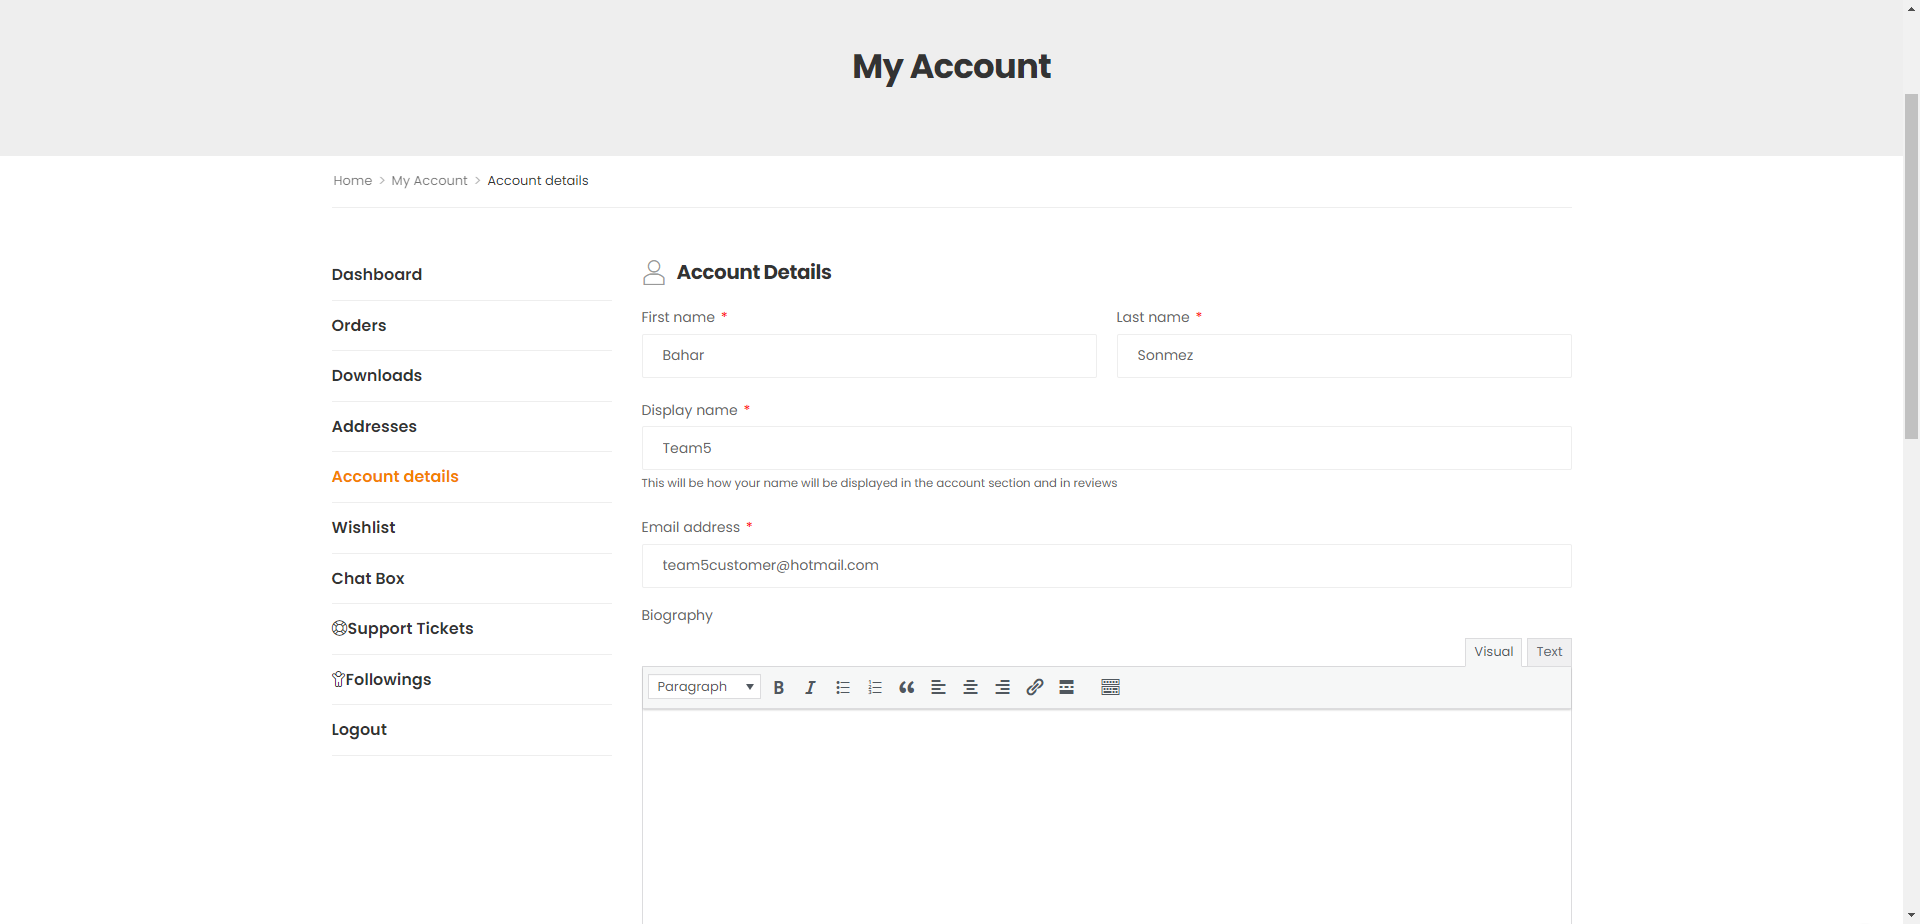 My Account
Home > My Account > Account details
Dashboard
Orders
Downloads
Addresses
Account details
Wishlist
Chat Box
Support Tickets
Followings
Logout
Account Details
First name *
Bahar
Last name *
Sonmez
Display name *
Team5
This will be how your name will be displayed in the account section and in reviews
Email address *
team5customer@hotmail.com
Biography
Visual Text
Paragraph